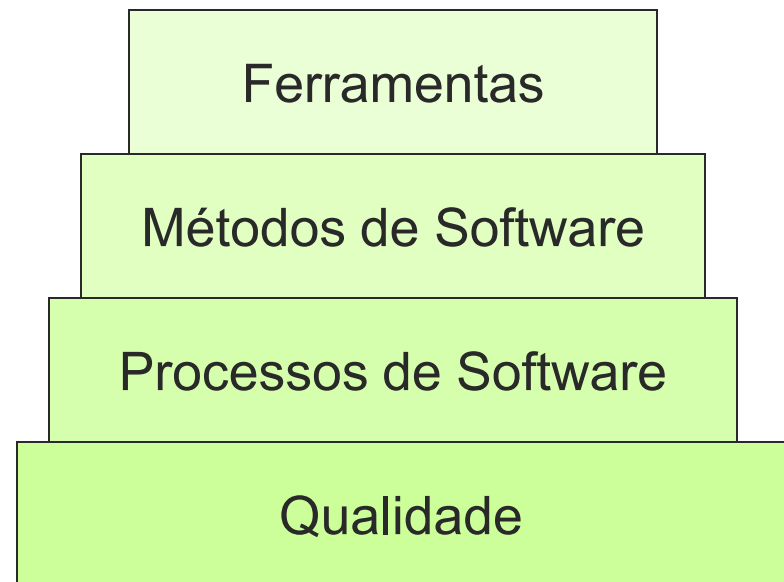 Ferramentas
Métodos de Software
Processos de Software
Qualidade